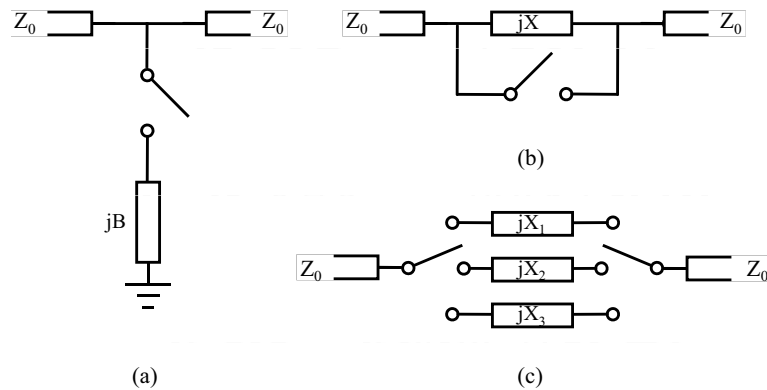 Z₀ Z₀
jB
(a)
Z₀ jX Z₀
(b)
jX₁
Z₀ jX₂ Z₀
jX₃
(c)